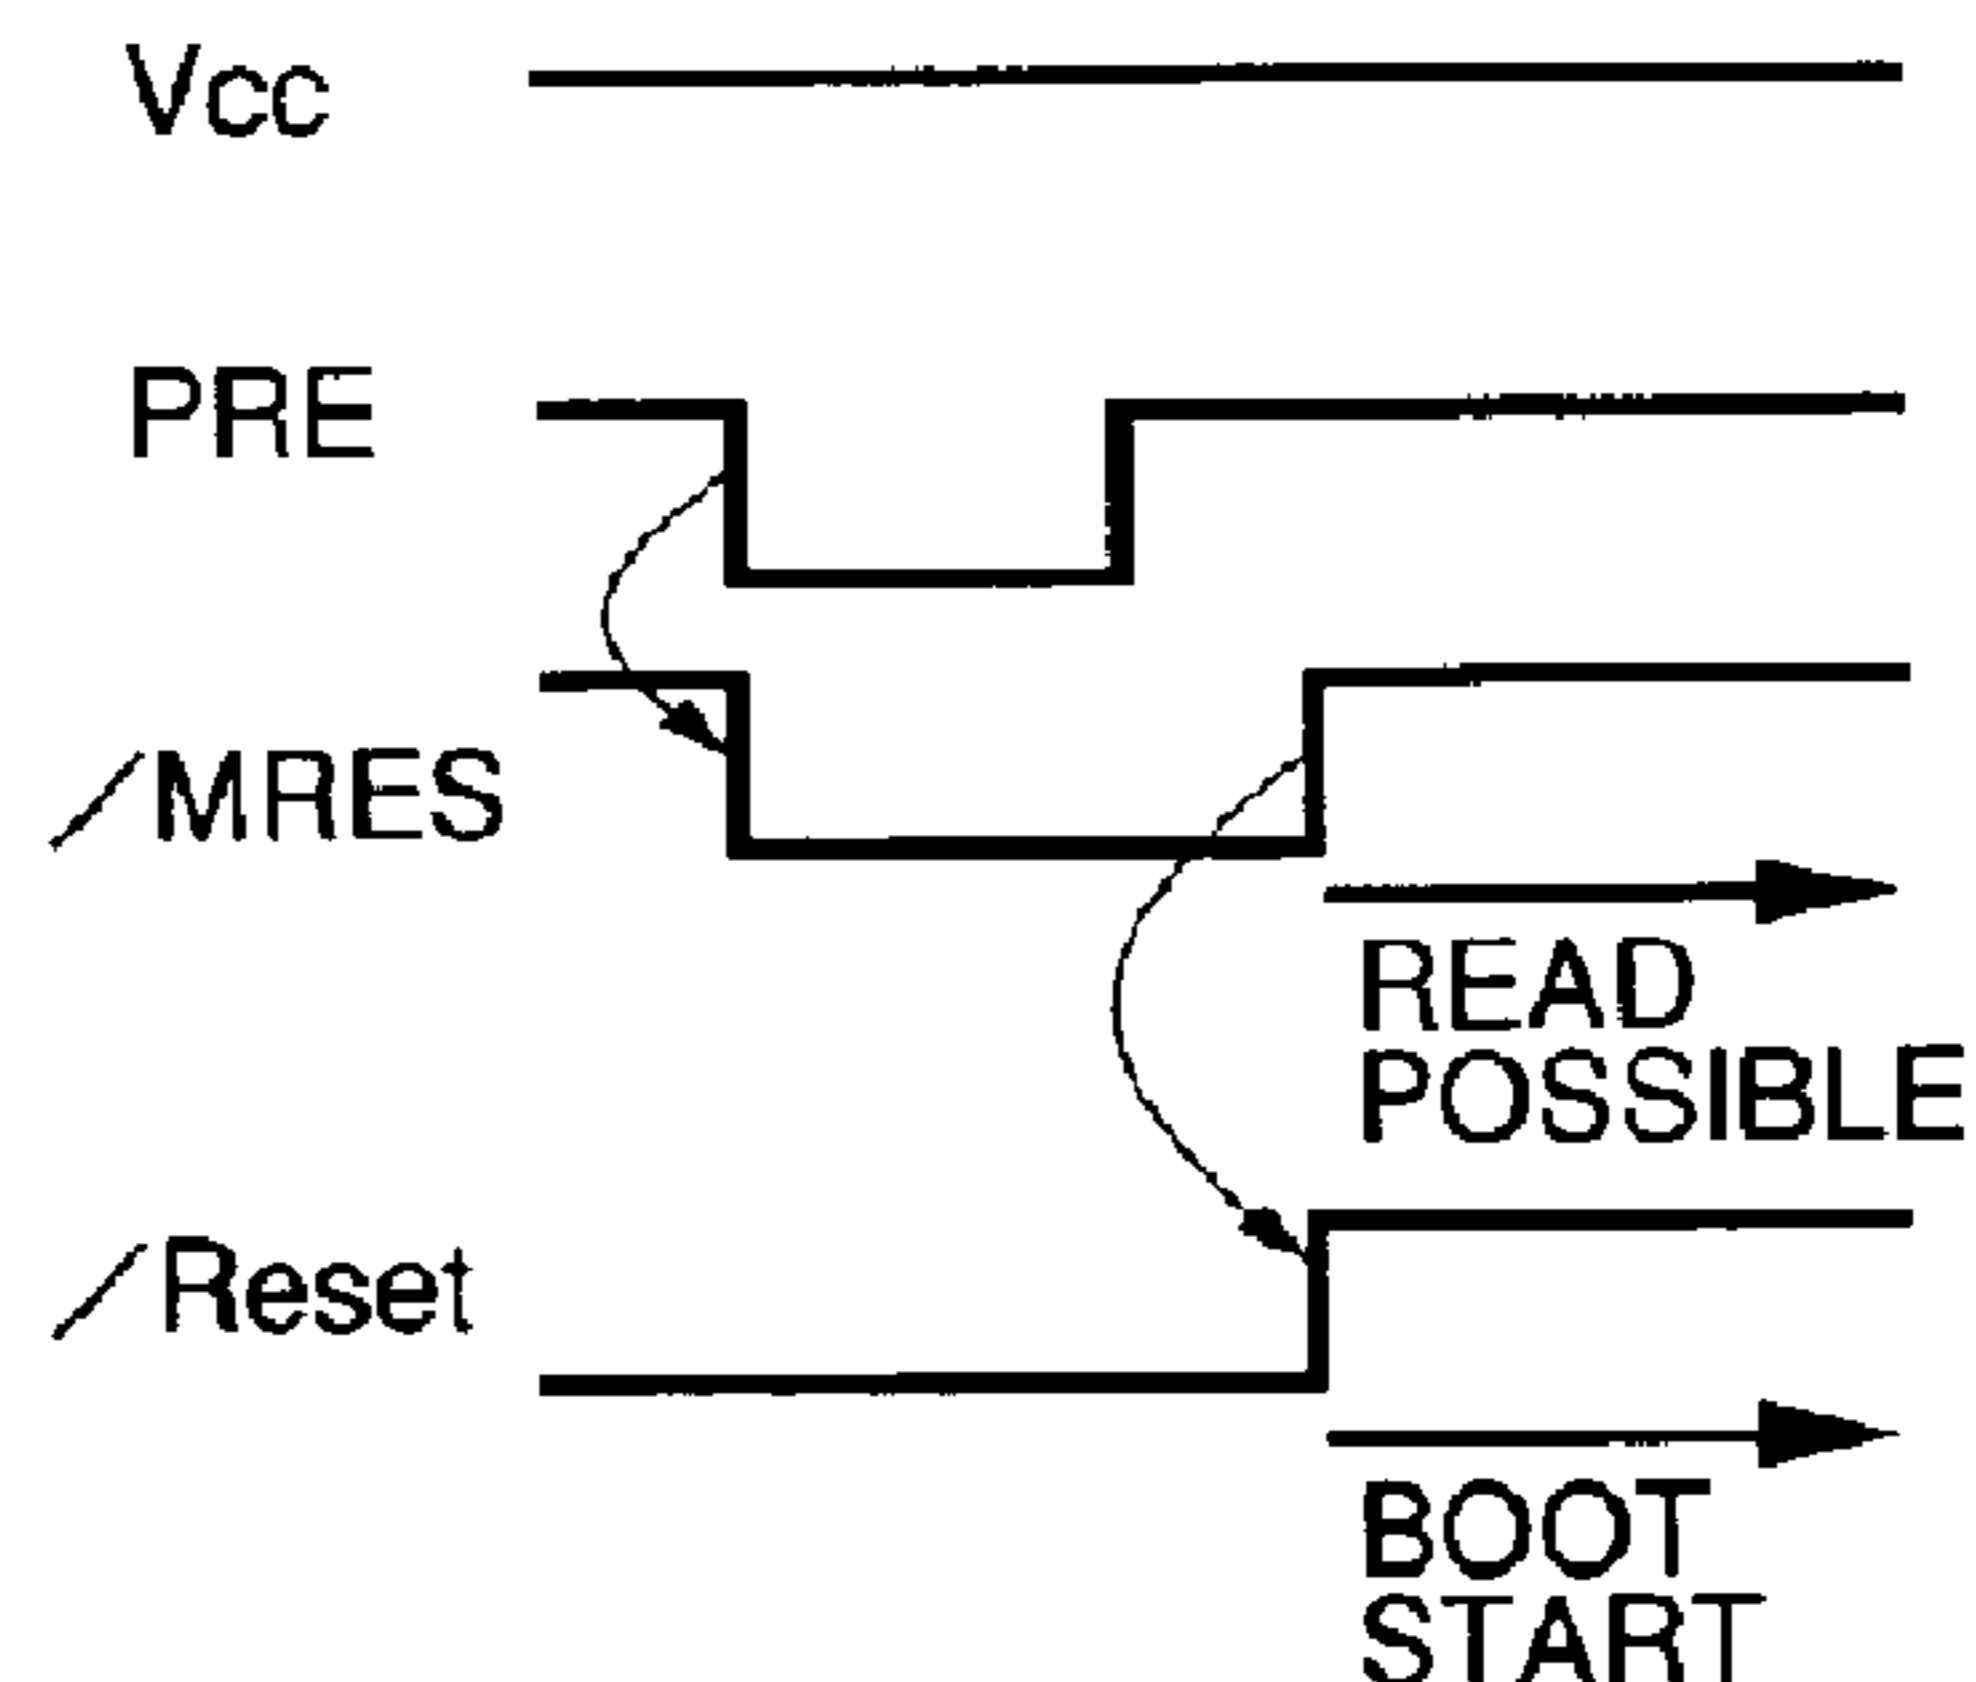 Vcc
PRE
/MRES
READ
POSSIBLE
/Reset
BOOT
START